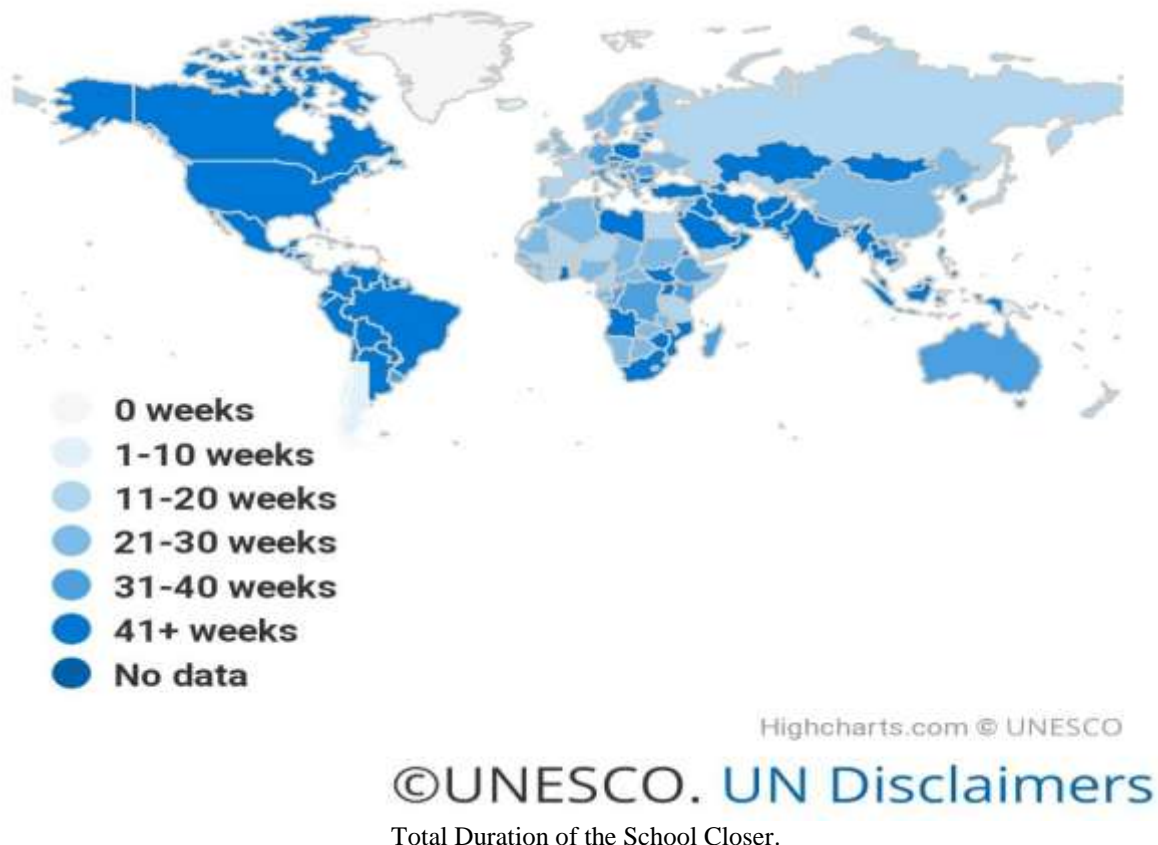 0 weeks
1-10 weeks
11-20 weeks
21-30 weeks
31-40 weeks
41+ weeks
No data
Highcharts.com © UNESCO
©UNESCO. UN Disclaimers
Total Duration of the School Closer.